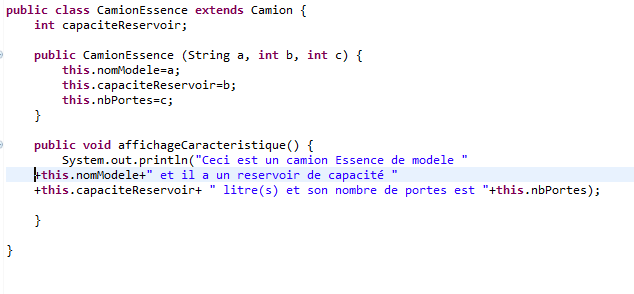 public class CamionEssence extends Camion {
int capaciteReservoir;
public CamionEssence (String a, int b, int c) {
this.nomModele=a;
this.capaciteReservoir=b;
this.nbPortes=c;
}
public void affichageCaracteristique() {
System.out.println("Ceci est un camion Essence de modele "
+this.nomModele+" et il a un reservoir de capacité "
+this.capaciteReservoir+ " litre(s) et son nombre de portes est "+this.nbPortes);
}
}